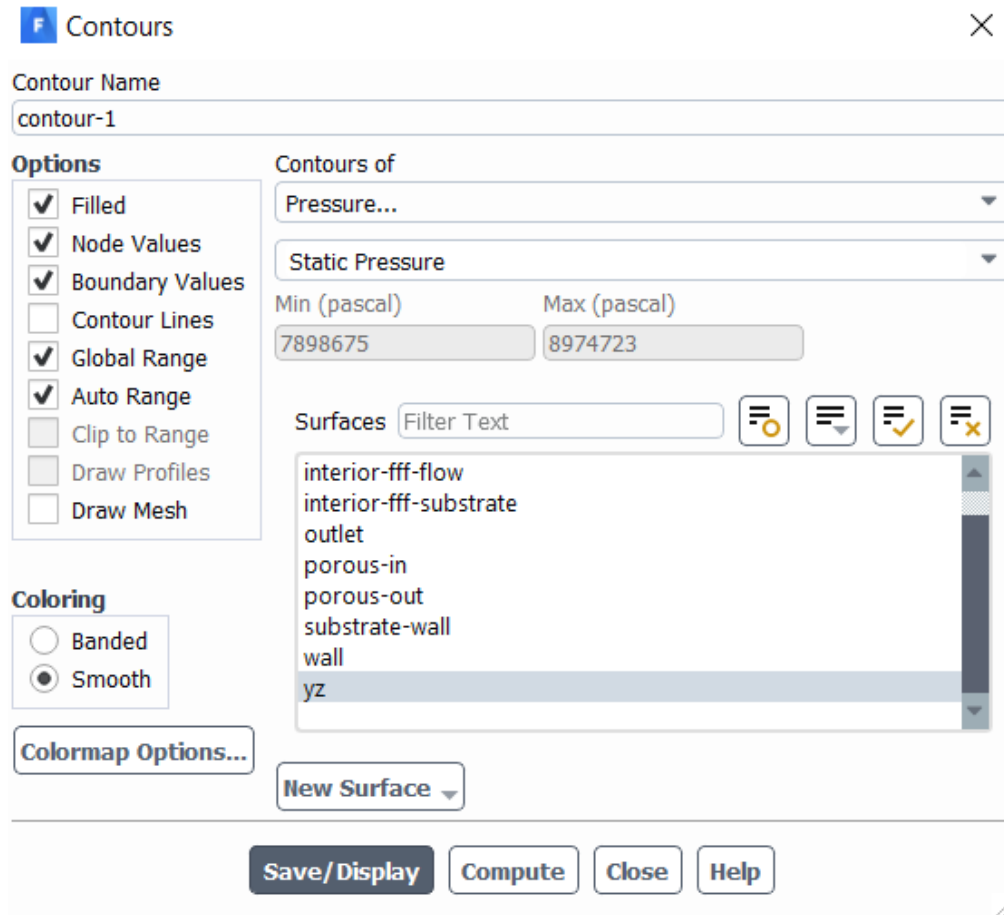 F Contours
Contour Name
contour-1
Options
Filled
Node Values
Boundary Values
Contour Lines
Global Range
Auto Range
Clip to Range
Draw Profiles
Draw Mesh
Coloring
Banded
Smooth
Colormap Options...
Contours of
Pressure...
Static Pressure
Min (pascal) Max (pascal)
7898675 8974723
Surfaces Filter Text
interior-fff-flow
interior-fff-substrate
outlet
porous-in
porous-out
substrate-wall
wall
yz
New Surface
Save/Display Compute Close Help